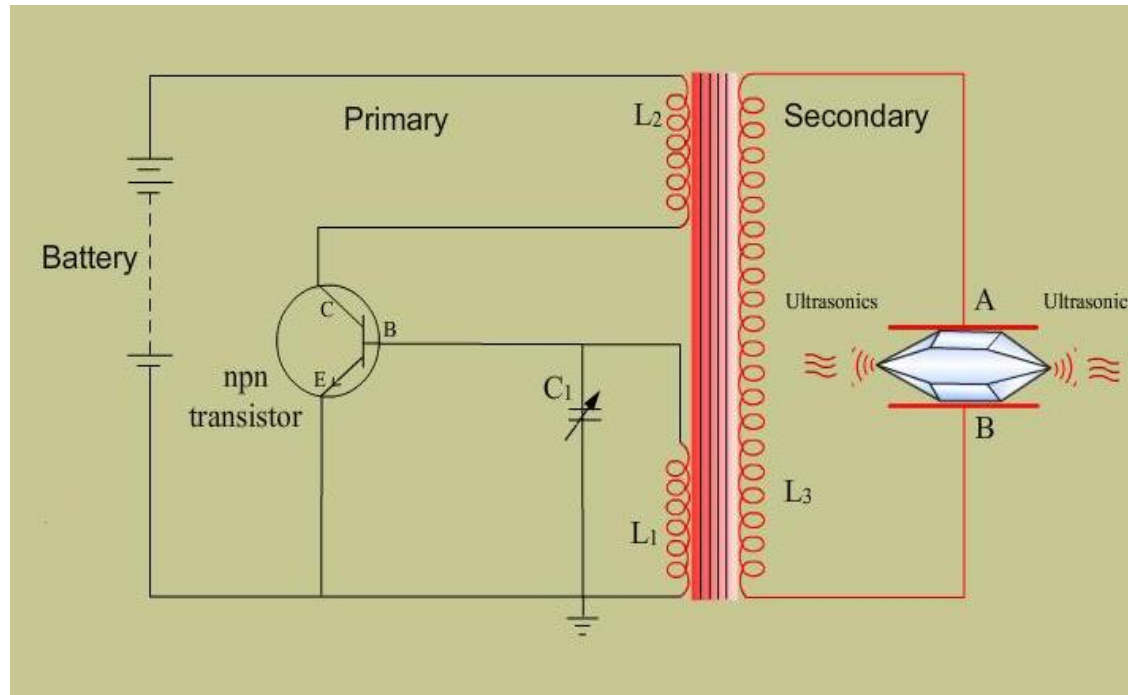 Primary
L2
Secondary
Battery
Ultrasonics
A
Ultrasonic
C
B
E
npn
transistor
C1
B
L3
L1